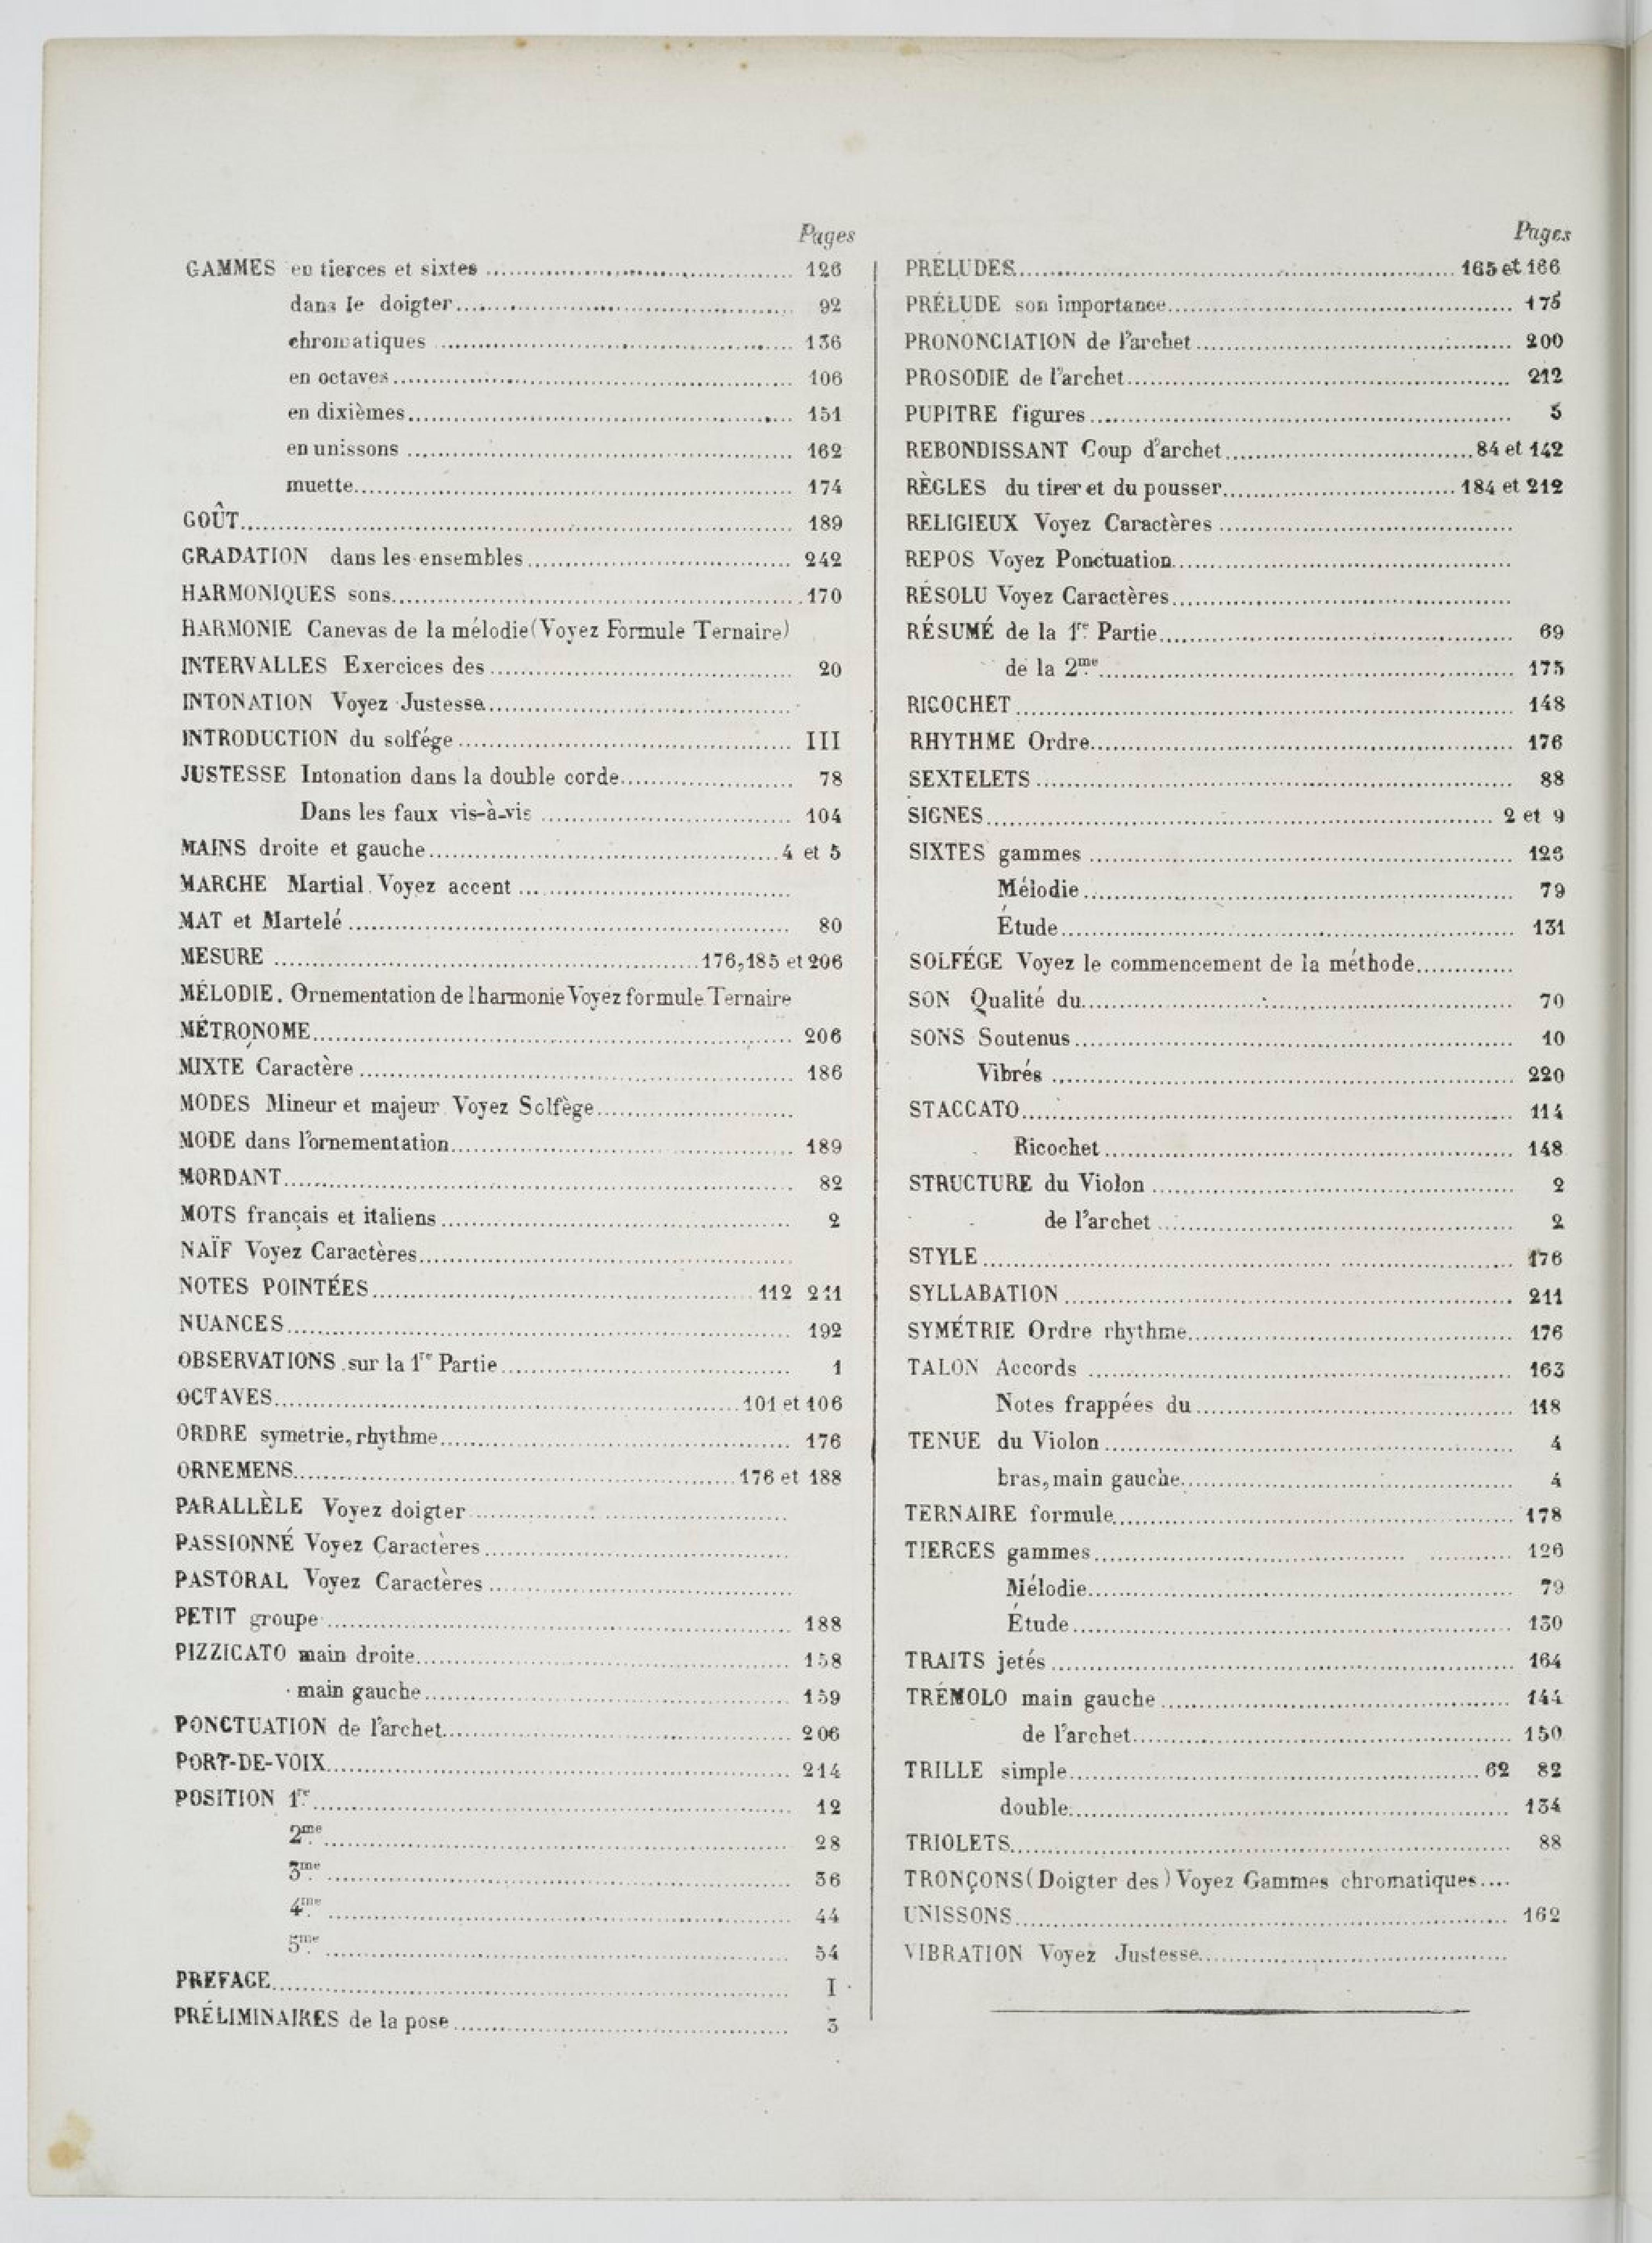 Pages
GAMMES en tierces et sixtes ........ 126
dans le doigter ........ 92
chromatiques ........ 136
en octaves ........ 106
en dixièmes ........ 151
en unissons ........ 162
muette ........ 174
GOÛT ........ 189
GRADATION dans les ensembles ........ 242
HARMONIQUES sons ........ 170
HARMONIE Canevas de la mélodie (Voyez Formule Ternaire)
INTERVALLES Exercices des ........ 20
INTONATION Voyez Justesse ........
INTRODUCTION du solfége ........ III
JUSTESSE Intonation dans la double corde ........ 78
Dans les faux vis-à-vis ........ 104
MAINS droite et gauche ........ 4 et 5
MARCHE Martial. Voyez accent ........
MAT et Martelé ........ 80
MESURE ........ 176, 185 et 206
MÉLODIE. Ornementation de lharmonie Voyez formule Ternaire
MÉTRONOME ........ 206
MIXTE Caractère ........ 186
MODES Mineur et majeur Voyez Solfège ........
MODE dans l'ornementation ........ 189
MORDANT ........ 82
MOTS français et italiens ........ 2
NAÏF Voyez Caractères ........
NOTES POINTÉES ........ 112 211
NUANCES ........ 192
OBSERVATIONS sur la 1re Partie ........ 1
OCTAVES ........ 101 et 106
ORDRE symetrie, rhythme ........ 176
ORNEMENS ........ 176 et 188
PARALLÈLE Voyez doigter ........
PASSIONNÉ Voyez Caractères ........
PASTORAL Voyez Caractères ........
PETIT groupe ........ 188
PIZZICATO main droite ........ 158
main gauche ........ 159
PONCTUATION de l'archet ........ 206
PORT-DE-VOIX ........ 214
POSITION 1re ........ 12
2me ........ 28
3me ........ 36
4me ........ 44
5me ........ 54
PREFACE ........ I
PRÉLIMINAIRES de la pose ........ 3
Pages
PRÉLUDES ........ 165 et 166
PRÉLUDE son importance ........ 175
PRONONCIATION de l'archet ........ 200
PROSODIE de l'archet ........ 212
PUPITRE figures ........ 5
REBONDISSANT Coup d'archet ........ 84 et 142
RÈGLES du tirer et du pousser ........ 184 et 212
RELIGIEUX Voyez Caractères ........
REPOS Voyez Ponctuation ........
RÉSOLU Voyez Caractères ........
RÉSUMÉ de la 1re Partie ........ 69
de la 2me ........ 175
RICOCHET ........ 148
RHYTHME Ordre ........ 176
SEXTELETS ........ 88
SIGNES ........ 2 et 9
SIXTES gammes ........ 126
Mélodie ........ 79
Étude ........ 131
SOLFÉGE Voyez le commencement de la méthode ........
SON Qualité du ........ 70
SONS Soutenus ........ 10
Vibrés ........ 220
STACCATO ........ 114
Ricochet ........ 148
STRUCTURE du Violon ........ 2
de l'archet ........ 2
STYLE ........ 176
SYLLABATION ........ 211
SYMÉTRIE Ordre rhythme ........ 176
TALON Accords ........ 163
Notes frappées du ........ 118
TENUE du Violon ........ 4
bras, main gauche ........ 4
TERNAIRE formule ........ 178
TIERCES gammes ........ 126
Mélodie ........ 79
Étude ........ 130
TRAITS jetés ........ 164
TRÉMOLO main gauche ........ 144
de l'archet ........ 150
TRILLE simple ........ 62 82
double ........ 134
TRIOLETS ........ 88
TRONÇONS (Doigter des) Voyez Gammes chromatiques ....
UNISSONS ........ 162
VIBRATION Voyez Justesse ........